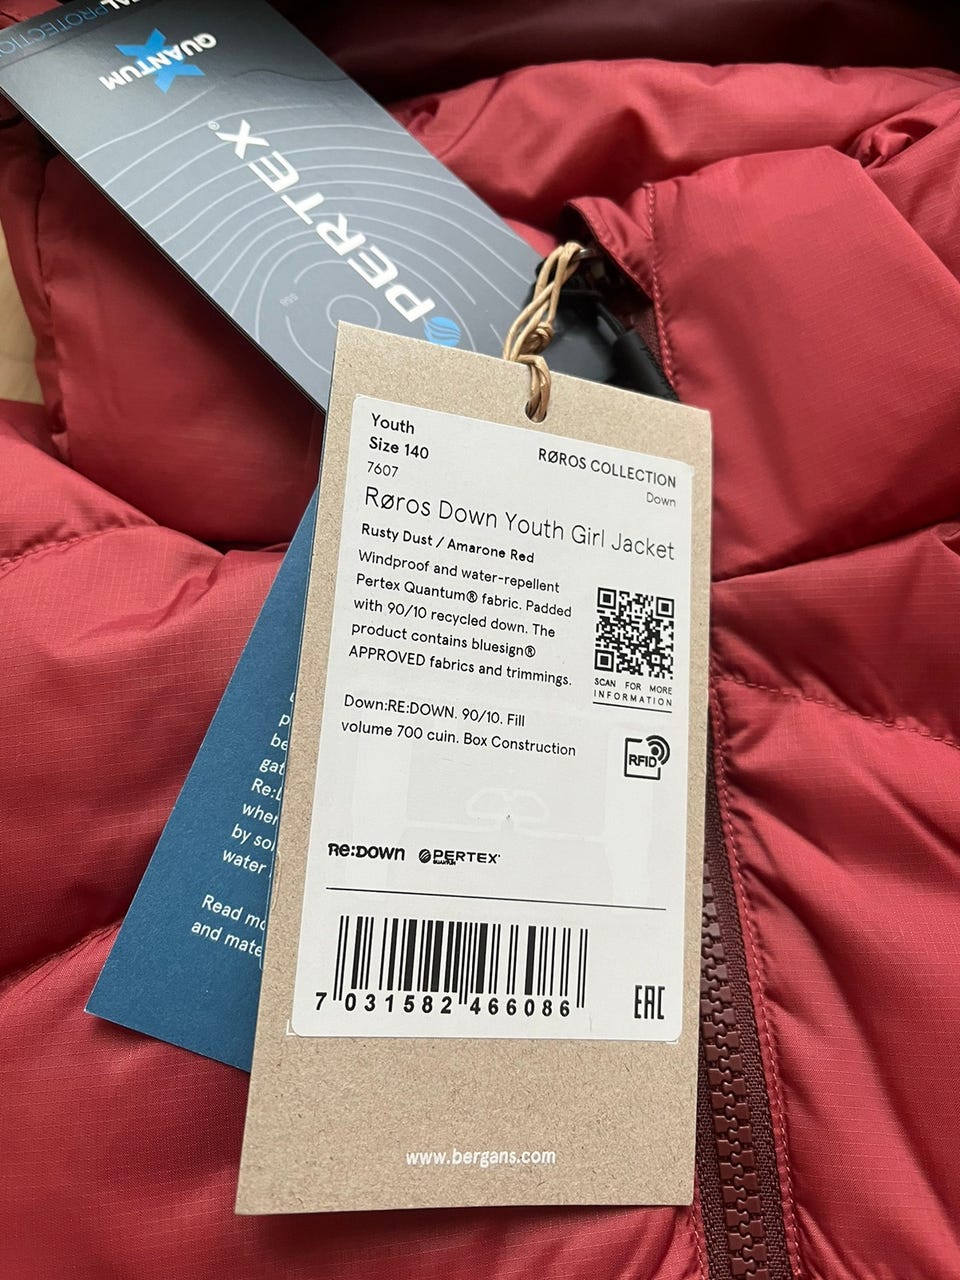 QUANTUM
PERTEX®
Youth
Size 140
7607
RØROS COLLECTION
Down
Røros Down Youth Girl Jacket
Rusty Dust / Amarone Red
Windproof and water-repellent
Pertex Quantum® fabric. Padded
with 90/10 recycled down. The
product contains bluesign®
APPROVED fabrics and trimmings.
SCAN FOR MORE
INFORMATION
Down:RE:DOWN. 90/10. Fill
volume 700 cuin. Box Construction
RFID
Re:DOWN
PERTEX
QUANTUM
7 031582 466086
EAC
www.bergans.com
by
water
Read
and